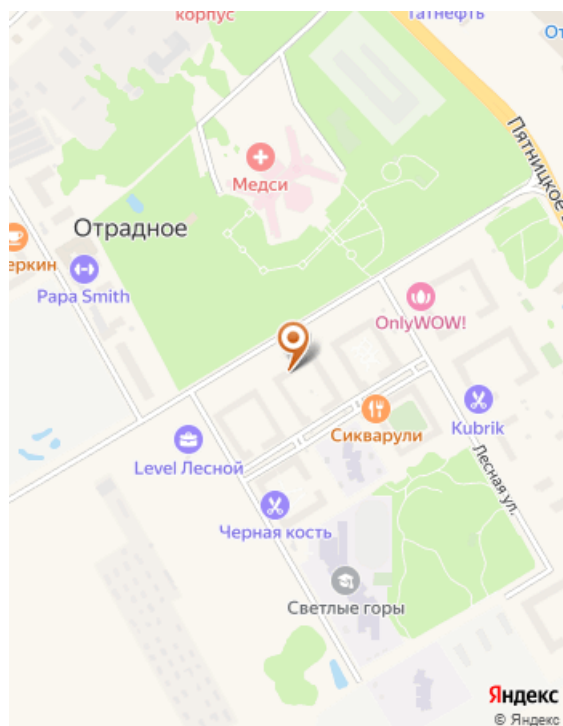 корпус
Татнефть
От
Пятницкое
Медси
Отрадное
еркин
Papa Smith
OnlyWOW!
Сикварули
Kubrik
Level Лесной
Лесная ул.
Черная кость
Светлые горы
Яндекс
© Яндекс